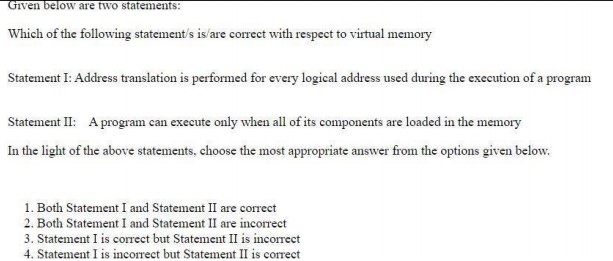 Given below are two statements:
Which of the following statement/s is/are correct with respect to virtual memory
Statement I: Address translation is performed for every logical address used during the execution of a program
Statement II: A program can execute only when all of its components are loaded in the memory
In the light of the above statements, choose the most appropriate answer from the options given below.
1. Both Statement I and Statement II are correct
2. Both Statement I and Statement II are incorrect
3. Statement I is correct but Statement II is incorrect
4. Statement I is incorrect but Statement II is correct